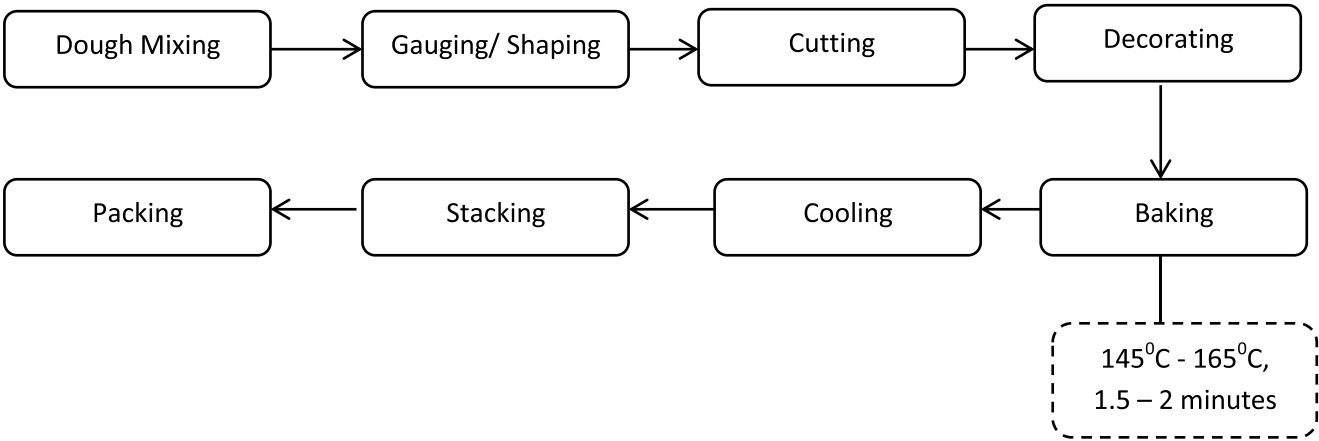 Dough Mixing
Gauging/ Shaping
Cutting
Decorating
Packing
Stacking
Cooling
Baking
145⁰C - 165⁰C,
1.5 – 2 minutes